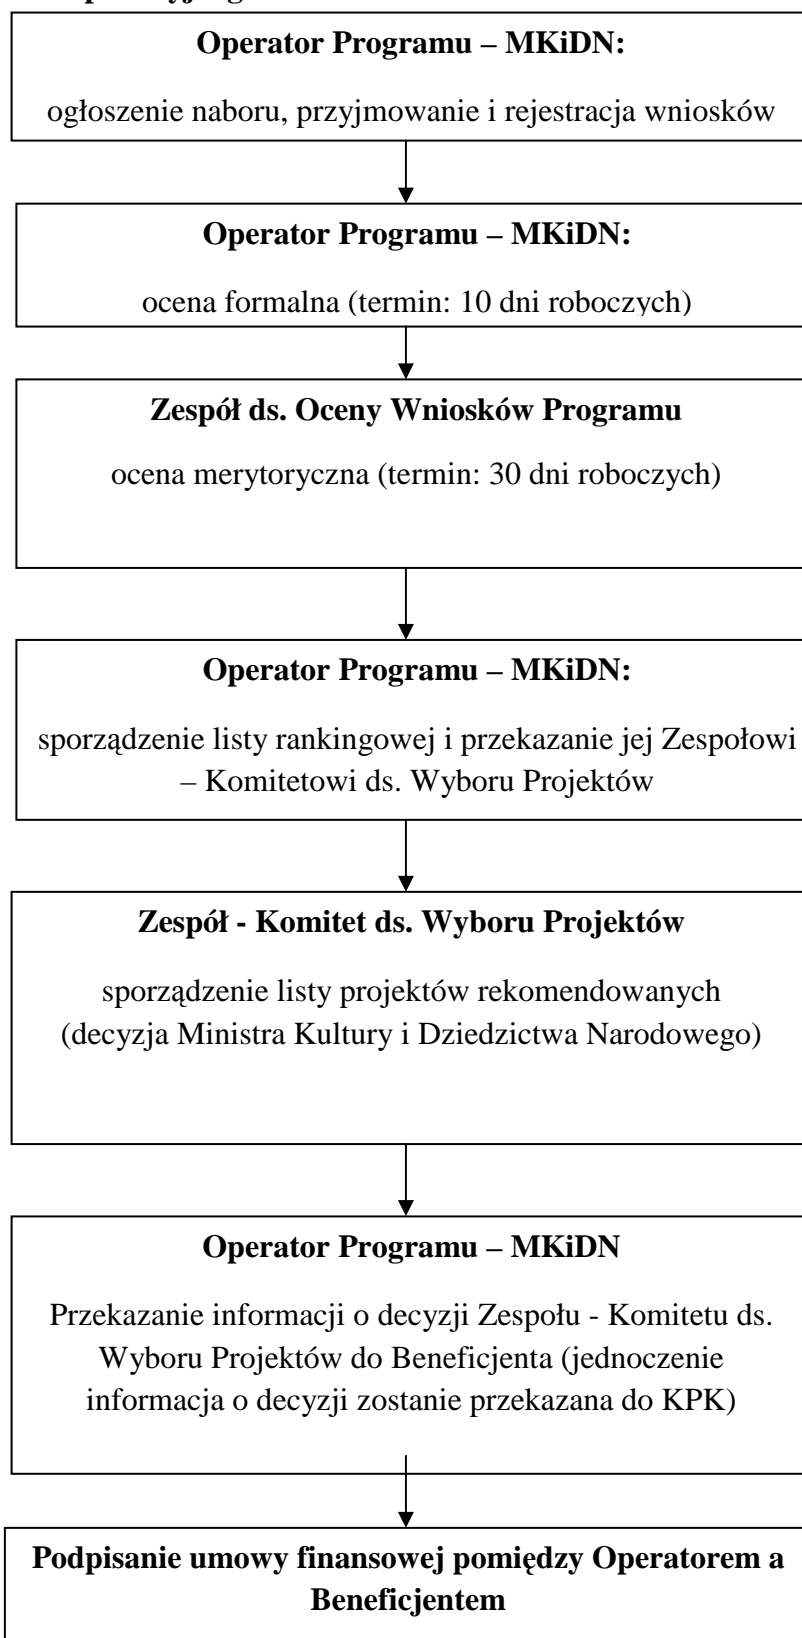 Operator Programu – MKiDN:
ogłoszenie naboru, przyjmowanie i rejestracja wniosków
Operator Programu – MKiDN:
ocena formalna (termin: 10 dni roboczych)
Zespół ds. Oceny Wniosków Programu
ocena merytoryczna (termin: 30 dni roboczych)
Operator Programu – MKiDN:
sporządzenie listy rankingowej i przekazanie jej Zespołowi
– Komitetowi ds. Wyboru Projektów
Zespół - Komitet ds. Wyboru Projektów
sporządzenie listy projektów rekomendowanych
(decyzja Ministra Kultury i Dziedzictwa Narodowego)
Operator Programu – MKiDN
Przekazanie informacji o decyzji Zespołu - Komitetu ds.
Wyboru Projektów do Beneficjenta (jednoczenie
informacja o decyzji zostanie przekazana do KPK)
Podpisanie umowy finansowej pomiędzy Operatorem a
Beneficjentem